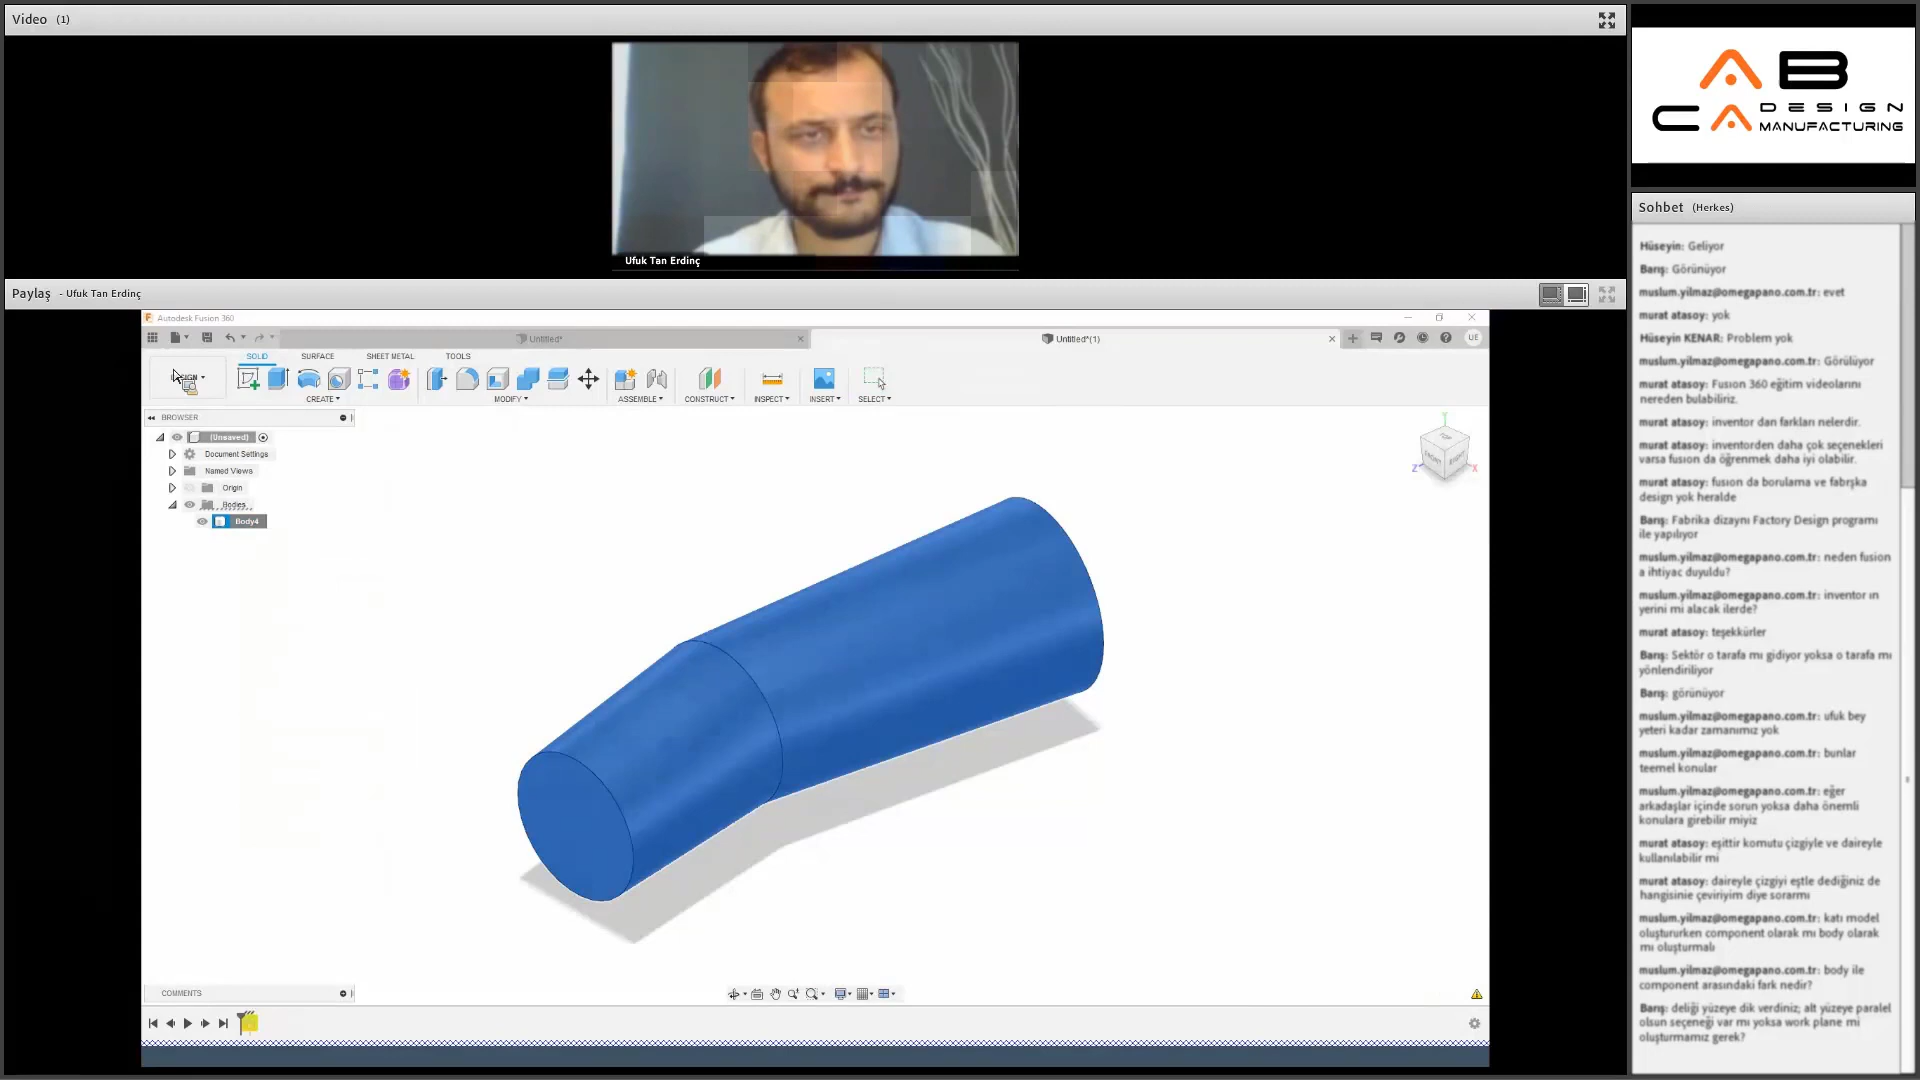 Video (1)
Ufuk Tan Erdinç
Paylaş - Ufuk Tan Erdinç
Autodesk Fusion 360
Untitled*
Untitled*(1)
UE
SOLID SURFACE SHEET METAL TOOLS
CREATE MODIFY ASSEMBLE CONSTRUCT INSPECT INSERT SELECT
BROWSER
(Unsaved)
Document Settings
Named Views
Origin
Bodies
Body4
TOP
FRONT
RIGHT
Y
Z
X
COMMENTS
A B
C A DESIGN
MANUFACTURING
Sohbet (Herkes)
Hüseyin: Geliyor
Barış: Görünüyor
muslum.yilmaz@omegapano.com.tr: evet
murat atasoy: yok
Hüseyin KENAR: Problem yok
muslum.yilmaz@omegapano.com.tr: Görülüyor
murat atasoy: Fusıon 360 eğitim videolarını
nereden bulabiliriz.
murat atasoy: inventor dan farkları nelerdir.
murat atasoy: inventorden daha çok seçenekleri
varsa fusıon da öğrenmek daha iyi olabilir.
murat atasoy: fusıon da borulama ve fabrşka
design yok heralde
Barış: Fabrika dizaynı Factory Design programı
ile yapılıyor
muslum.yilmaz@omegapano.com.tr: neden fusion
a ihtiyac duyuldu?
muslum.yilmaz@omegapano.com.tr: inventor ın
yerini mi alacak ilerde?
murat atasoy: teşekkürler
Barış: Sektör o tarafa mı gidiyor yoksa o tarafa mı
yönlendiriliyor
Barış: görünüyor
muslum.yilmaz@omegapano.com.tr: ufuk bey
yeteri kadar zamanımız yok
muslum.yilmaz@omegapano.com.tr: bunlar
teemel konular
muslum.yilmaz@omegapano.com.tr: eğer
arkadaşlar içinde sorun yoksa daha önemli
konulara girebilir miyiz
murat atasoy: eşittir komutu çizgiyle ve daireyle
kullanılabilir mi
murat atasoy: daireyle çizgiyi eştle dediğiniz de
hangisinie çeviriyim diye sorarmı
muslum.yilmaz@omegapano.com.tr: katı model
oluştururken component olarak mı body olarak
mı oluşturmalı
muslum.yilmaz@omegapano.com.tr: body ile
component arasındaki fark nedir?
Barış: deliği yüzeye dik verdiniz; alt yüzeye paralel
olsun seçeneği var mı yoksa work plane mi
oluşturmamız gerek?